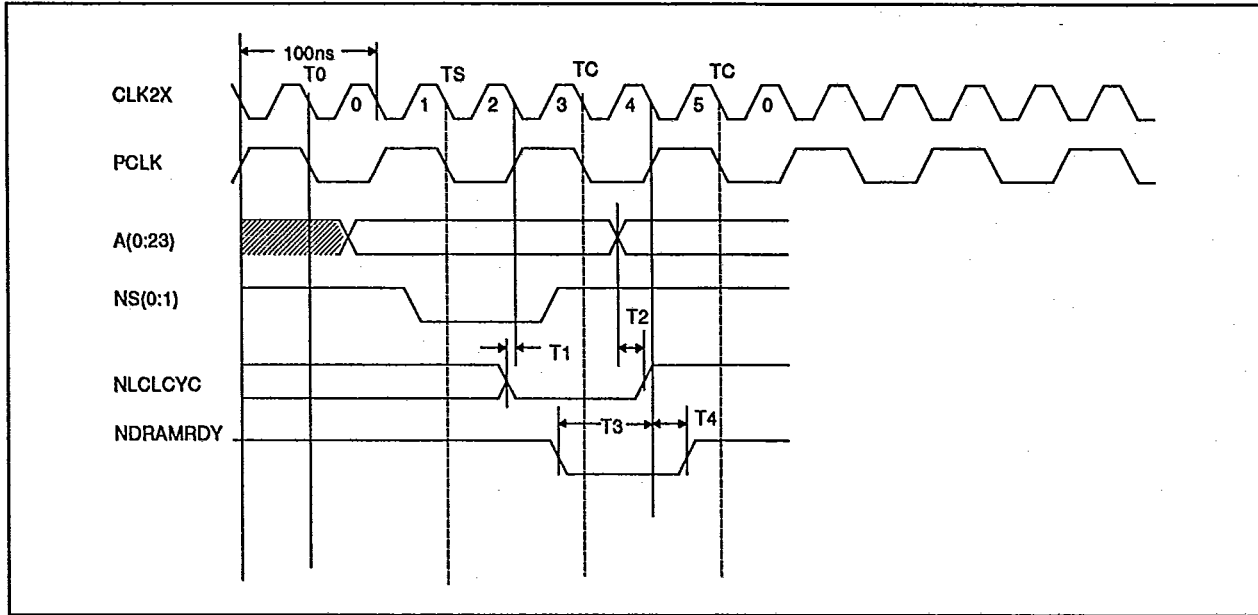 100ns
T0 TS TC TC
CLK2X 0 1 2 3 4 5 0
PCLK
A(0:23)
NS(0:1)
T2
T1
NLCLCYC
NDRAMRDY T3 T4